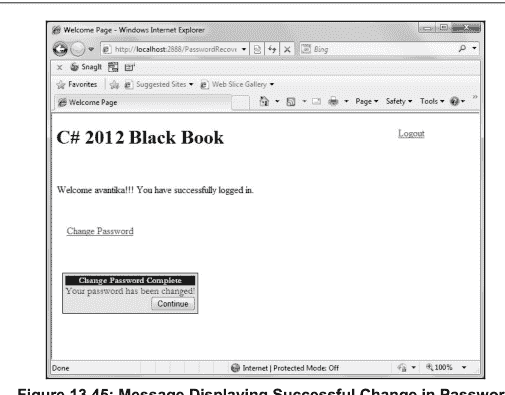 Welcome Page - Windows Internet Explorer
http://localhost:2888/PasswordRecove
Bing
SnagIt
Favorites Suggested Sites Web Slice Gallery
Welcome Page Page Safety Tools
C# 2012 Black Book Logout
Welcome avantika!!! You have successfully logged in.
Change Password
Change Password Complete
Your password has been changed!
Continue
Done Internet | Protected Mode: Off 100%
Figure 13.45: Message Displaying Successful Change in Passwor